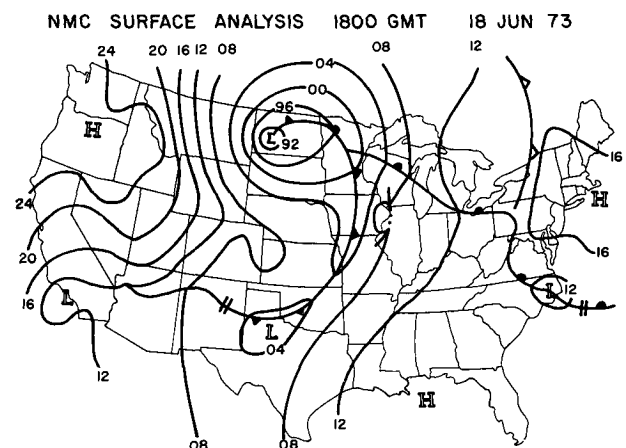 NMC SURFACE ANALYSIS 1800 GMT 18 JUN 73
24 20 16 12 08 04 08 12
00
96
H L 92
16
24 H
20 16
16 L L 12
L
04
12 12 H
08 08